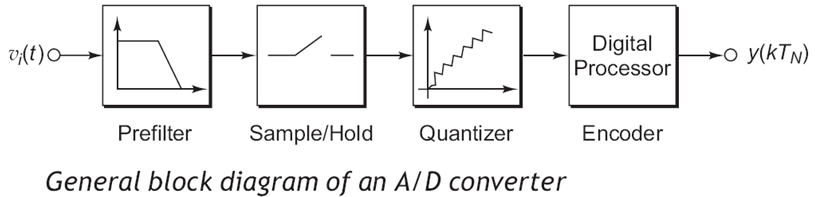 vᵢ(t)
Digital
Processor
y(kT_N)
Prefilter
Sample/Hold
Quantizer
Encoder
General block diagram of an A/D converter